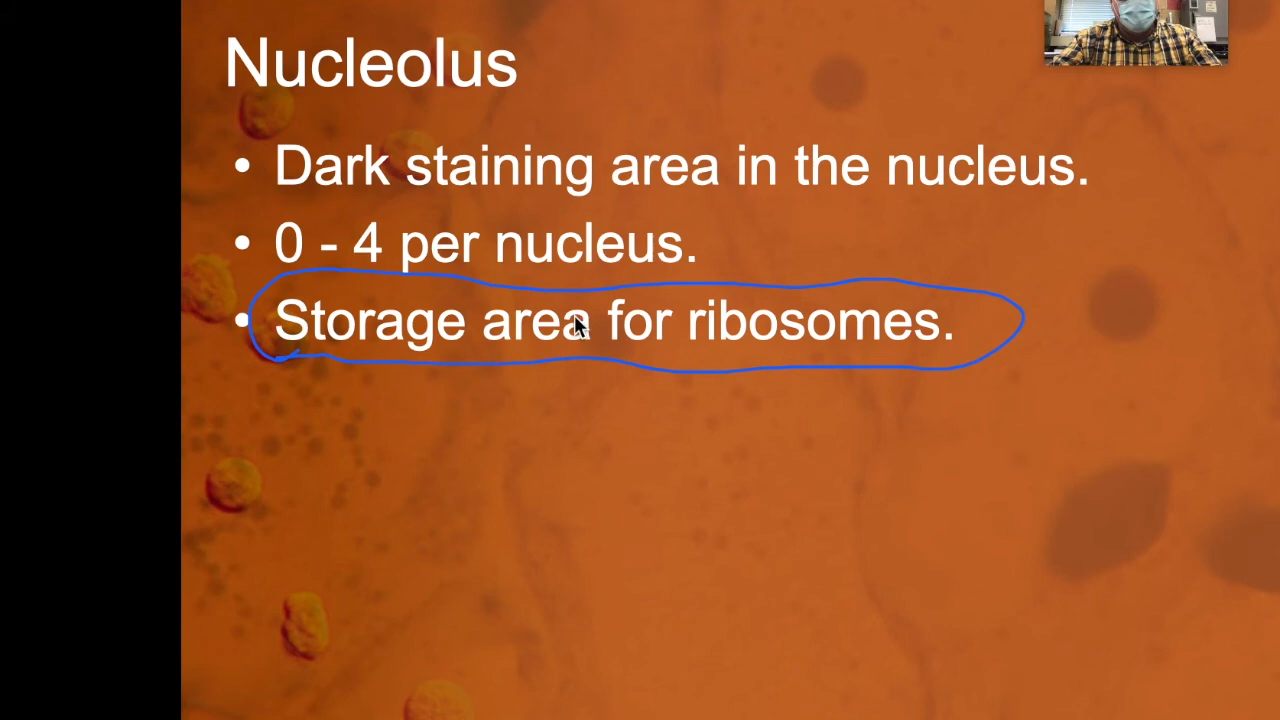 Nucleolus
• Dark staining area in the nucleus.
• 0 - 4 per nucleus.
• Storage area for ribosomes.